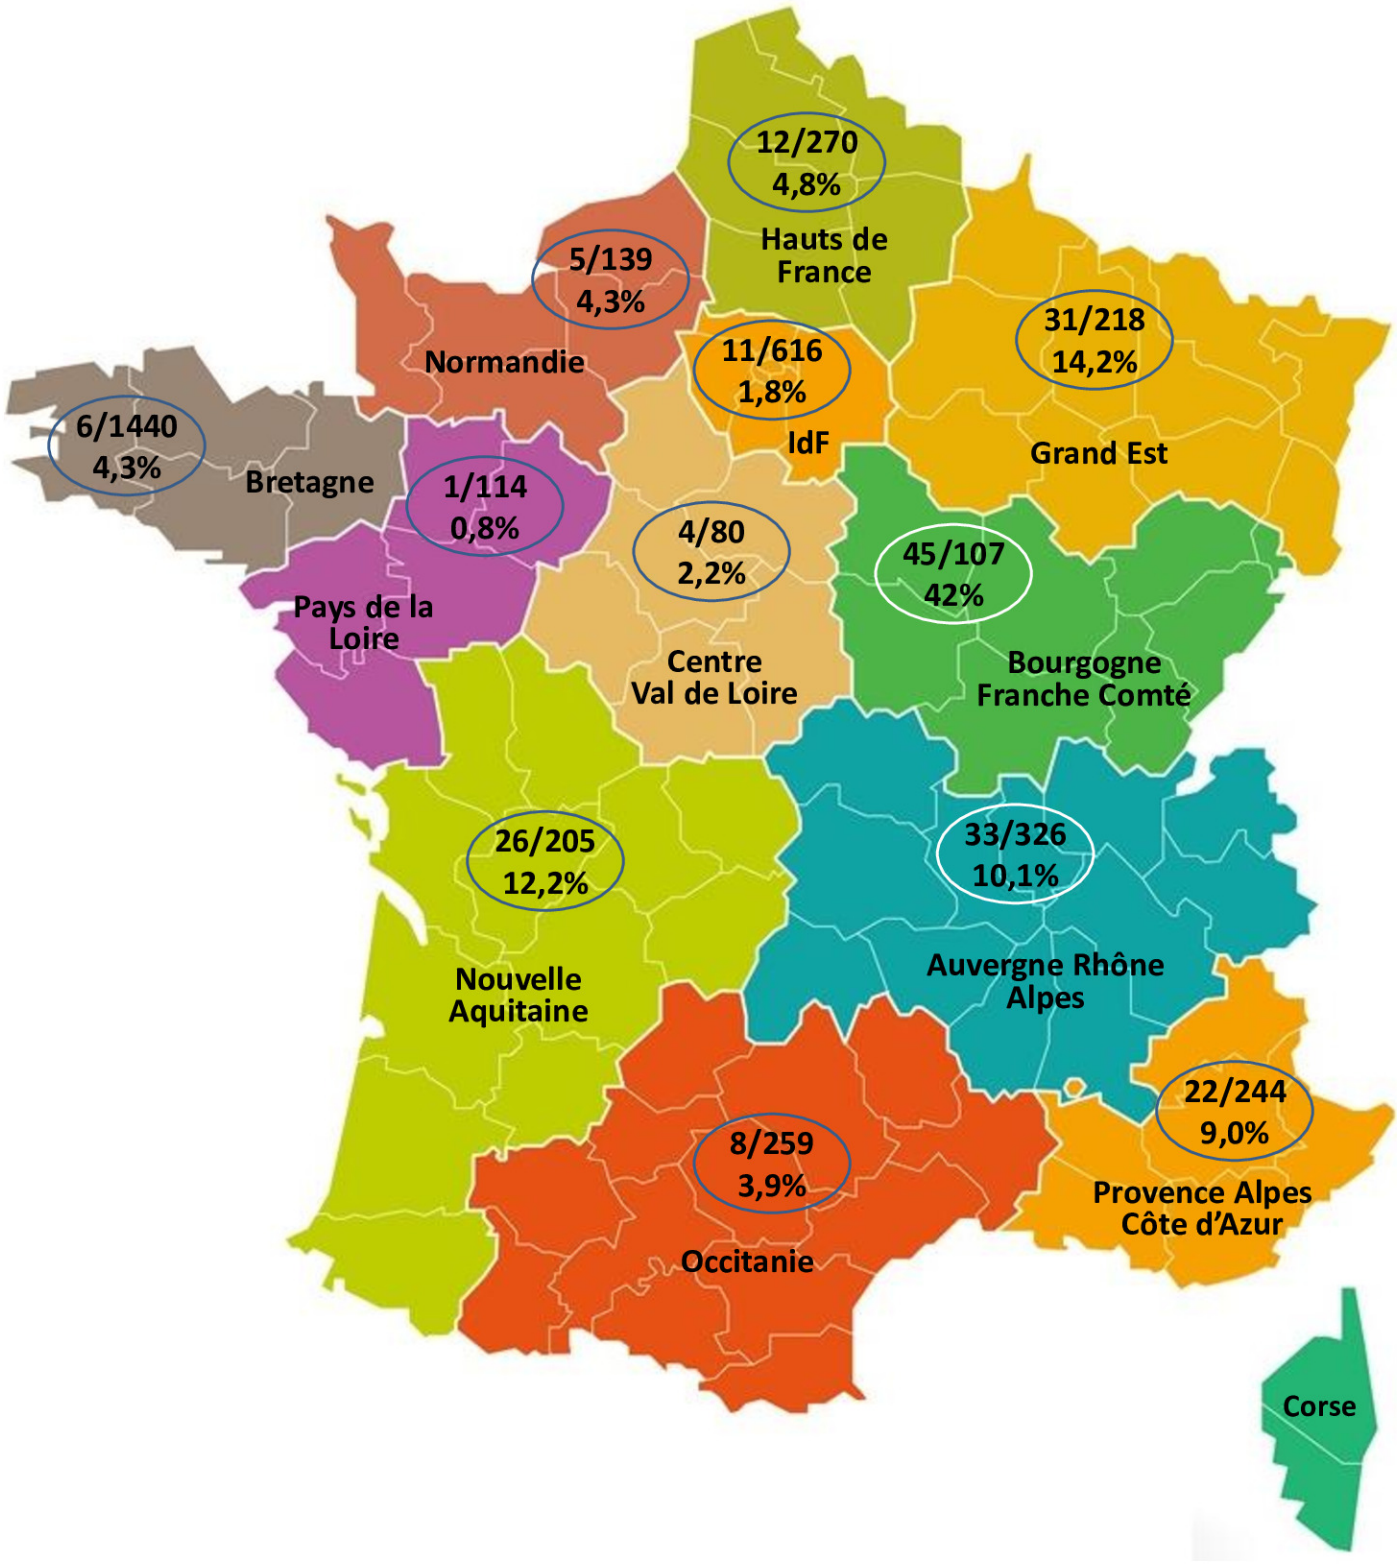 12/270
4,8%
Hauts de
France
5/139
4,3%
Normandie
11/616
1,8%
IdF
31/218
14,2%
Grand Est
6/1440
4,3%
Bretagne
1/114
0,8%
Pays de la
Loire
4/80
2,2%
Centre
Val de Loire
45/107
42%
Bourgogne
Franche Comté
26/205
12,2%
Nouvelle
Aquitaine
33/326
10,1%
Auvergne Rhône
Alpes
8/259
3,9%
Occitanie
22/244
9,0%
Provence Alpes
Côte d’Azur
Corse